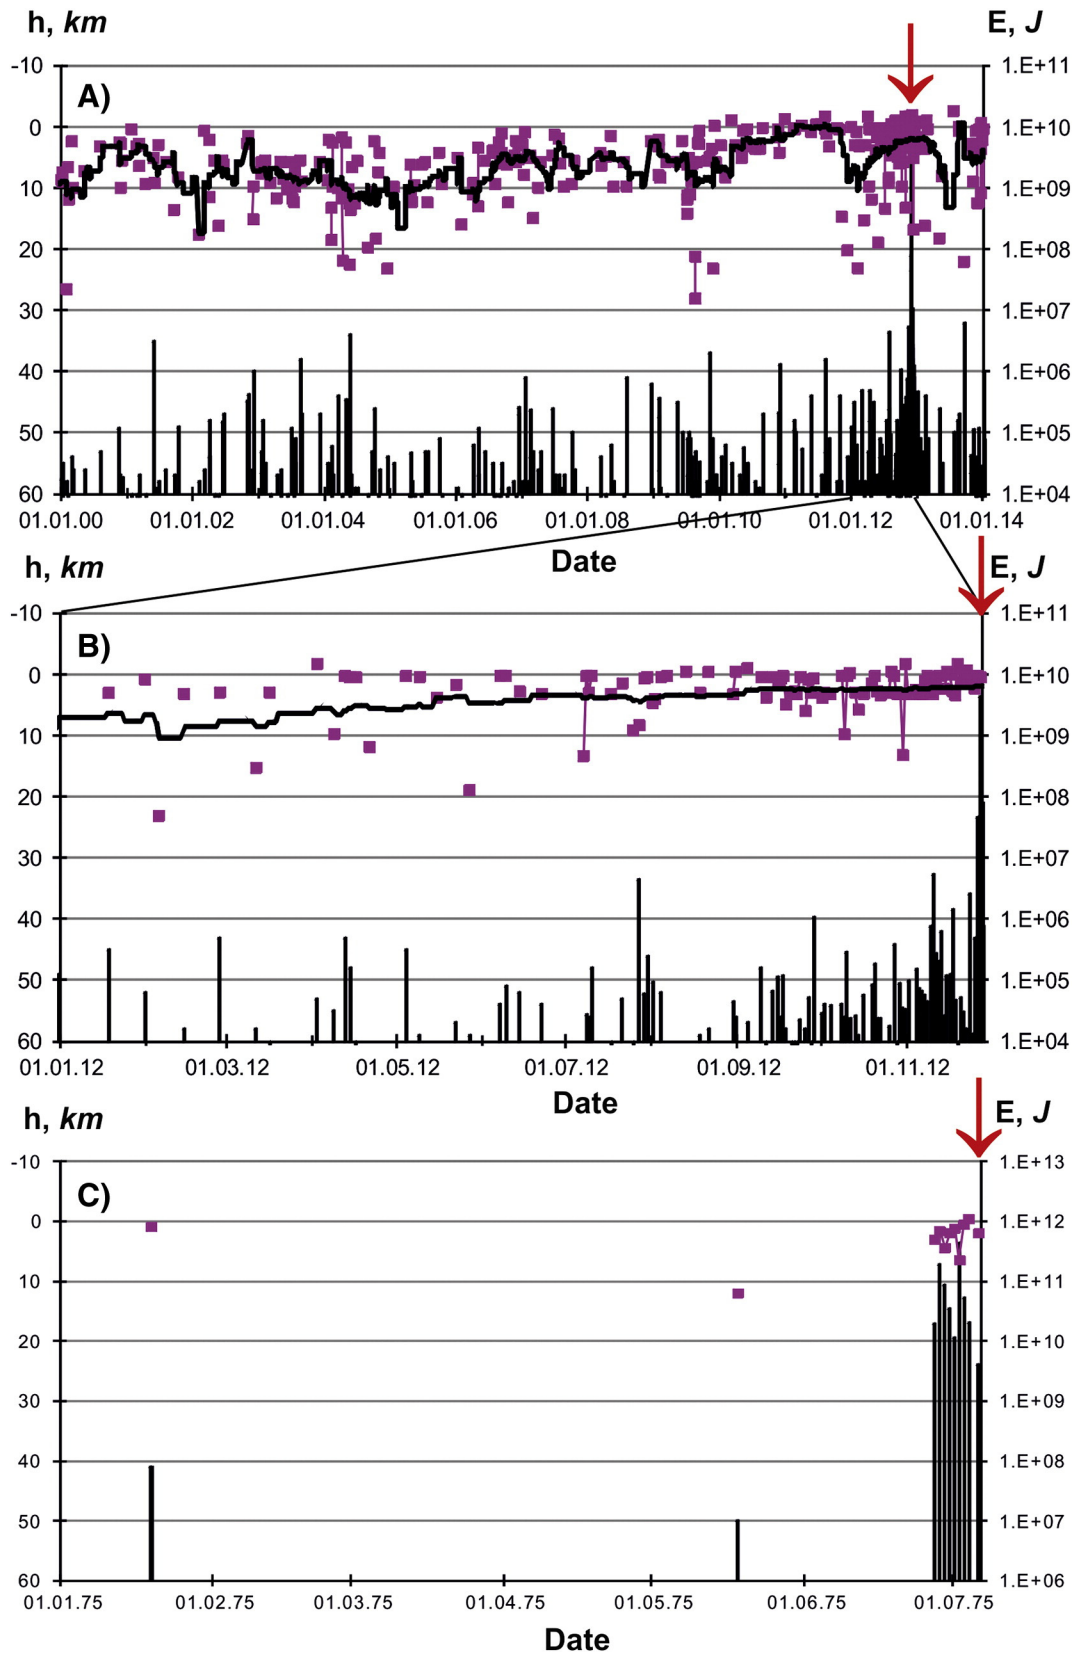 h, km E, J
-10 1.E+11
A)
0 1.E+10
10 1.E+09
20 1.E+08
30 1.E+07
40 1.E+06
50 1.E+05
60 1.E+04
01.01.00 01.01.02 01.01.04 01.01.06 01.01.08 01.01.10 01.01.12 01.01.14
Date
h, km E, J
-10 1.E+11
B)
0 1.E+10
10 1.E+09
20 1.E+08
30 1.E+07
40 1.E+06
50 1.E+05
60 1.E+04
01.01.12 01.03.12 01.05.12 01.07.12 01.09.12 01.11.12
Date
h, km E, J
-10 1.E+13
C)
0 1.E+12
10 1.E+11
20 1.E+10
30 1.E+09
40 1.E+08
50 1.E+07
60 1.E+06
01.01.75 01.02.75 01.03.75 01.04.75 01.05.75 01.06.75 01.07.75
Date